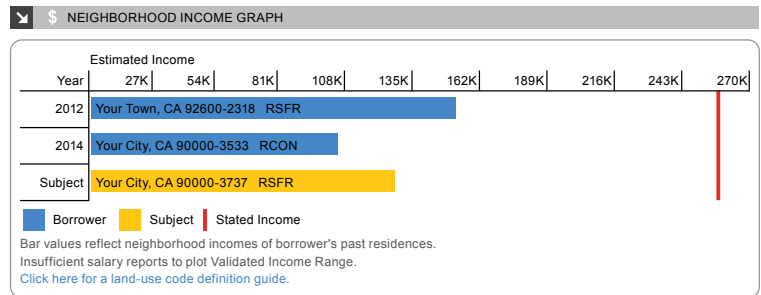 $ NEIGHBORHOOD INCOME GRAPH
Estimated Income
Year 27K 54K 81K 108K 135K 162K 189K 216K 243K 270K
2012 Your Town, CA 92600-2318 RSFR
2014 Your City, CA 90000-3533 RCON
Subject Your City, CA 90000-3737 RSFR
Borrower Subject Stated Income
Bar values reflect neighborhood incomes of borrower's past residences.
Insufficient salary reports to plot Validated Income Range.
Click here for a land-use code definition guide.